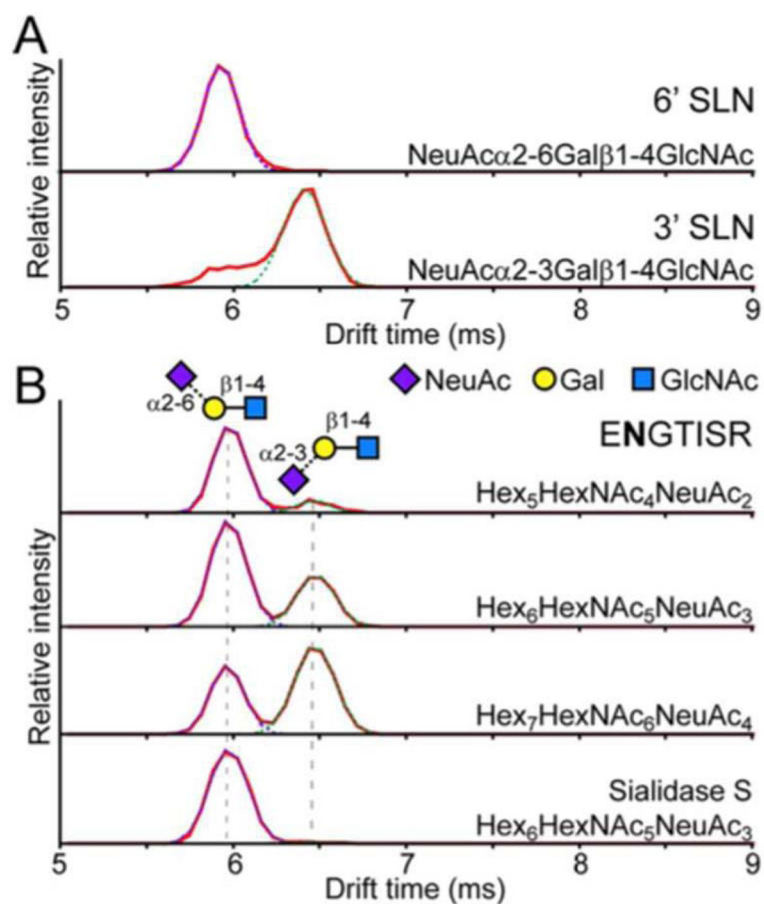 A
Relative intensity
6' SLN
NeuAcα2-6Galβ1-4GlcNAc
3' SLN
NeuAcα2-3Galβ1-4GlcNAc
5 6 7 8 9
Drift time (ms)
B
NeuAc Gal GlcNAc
β1-4
α2-6
β1-4
α2-3
ENGTISR
Hex₅HexNAc₄NeuAc₂
Relative intensity
Hex₆HexNAc₅NeuAc₃
Hex₇HexNAc₆NeuAc₄
Sialidase S
Hex₆HexNAc₅NeuAc₃
5 6 7 8 9
Drift time (ms)